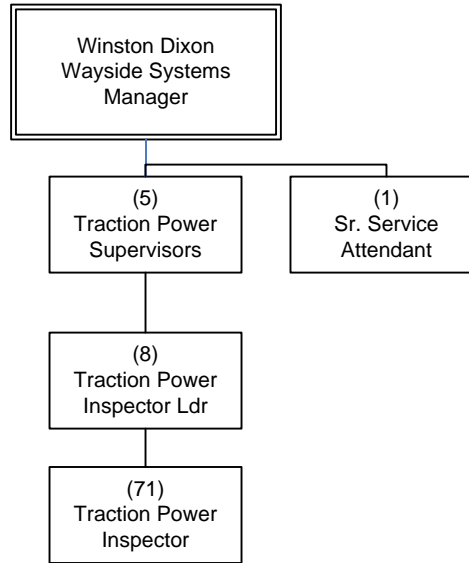 Winston Dixon
Wayside Systems
Manager
(5)
Traction Power
Supervisors
(1)
Sr. Service
Attendant
(8)
Traction Power
Inspector Ldr
(71)
Traction Power
Inspector